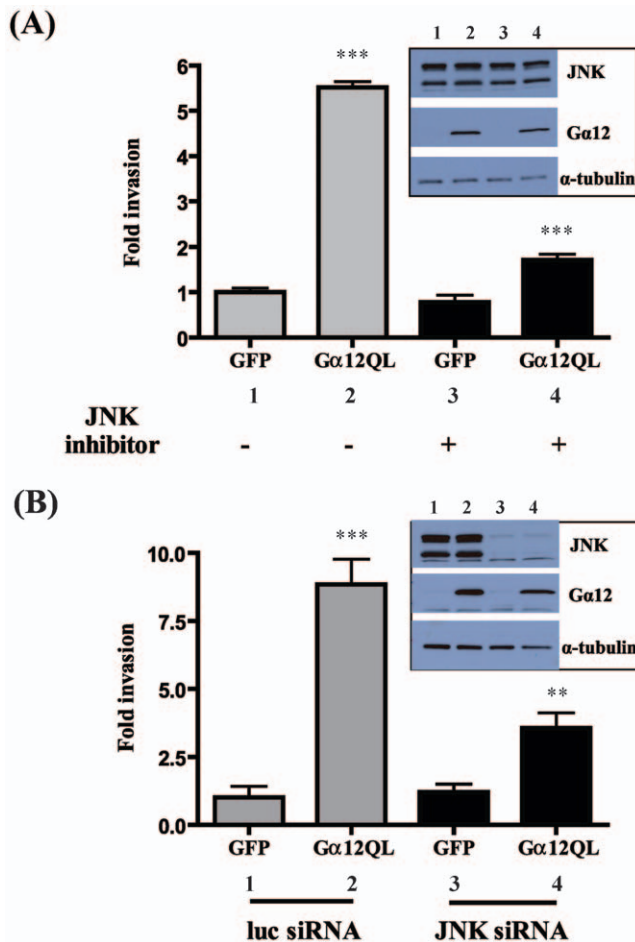 (A)
Fold invasion
6
5
4
3
2
1
0
***
***
1 2 3 4
JNK
Gα12
α-tubulin
GFP Gα12QL GFP Gα12QL
1 2 3 4
JNK
inhibitor - - + +
(B)
Fold invasion
10.0
7.5
5.0
2.5
0.0
***
**
1 2 3 4
JNK
Gα12
α-tubulin
GFP Gα12QL GFP Gα12QL
1 2 3 4
luc siRNA JNK siRNA